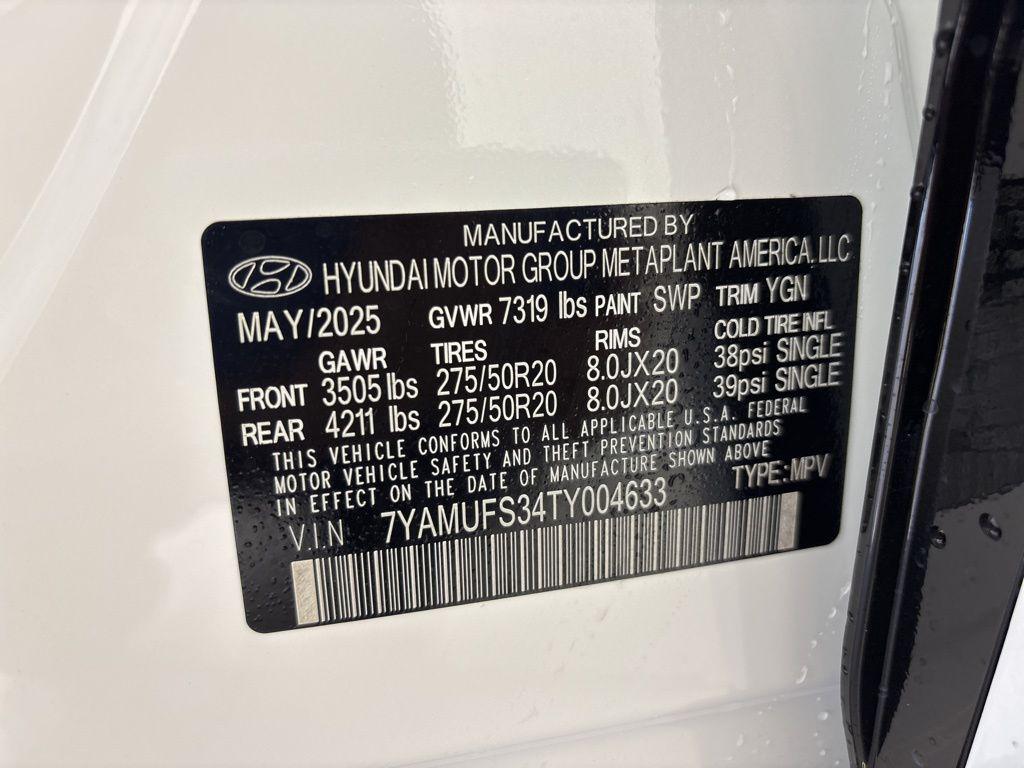 MANUFACTURED BY
HYUNDAI MOTOR GROUP METAPLANT AMERICA, LLC
MAY/2025 GVWR 7319 lbs PAINT SWP TRIM YGN
GAWR TIRES RIMS COLD TIRE INFL
FRONT 3505 lbs 275/50R20 8.0JX20 38psi SINGLE
REAR 4211 lbs 275/50R20 8.0JX20 39psi SINGLE
THIS VEHICLE CONFORMS TO ALL APPLICABLE U.S.A. FEDERAL
MOTOR VEHICLE SAFETY AND THEFT PREVENTION STANDARDS
IN EFFECT ON THE DATE OF MANUFACTURE SHOWN ABOVE
TYPE: MPV
V.I.N 7YAMUFS34TY004633